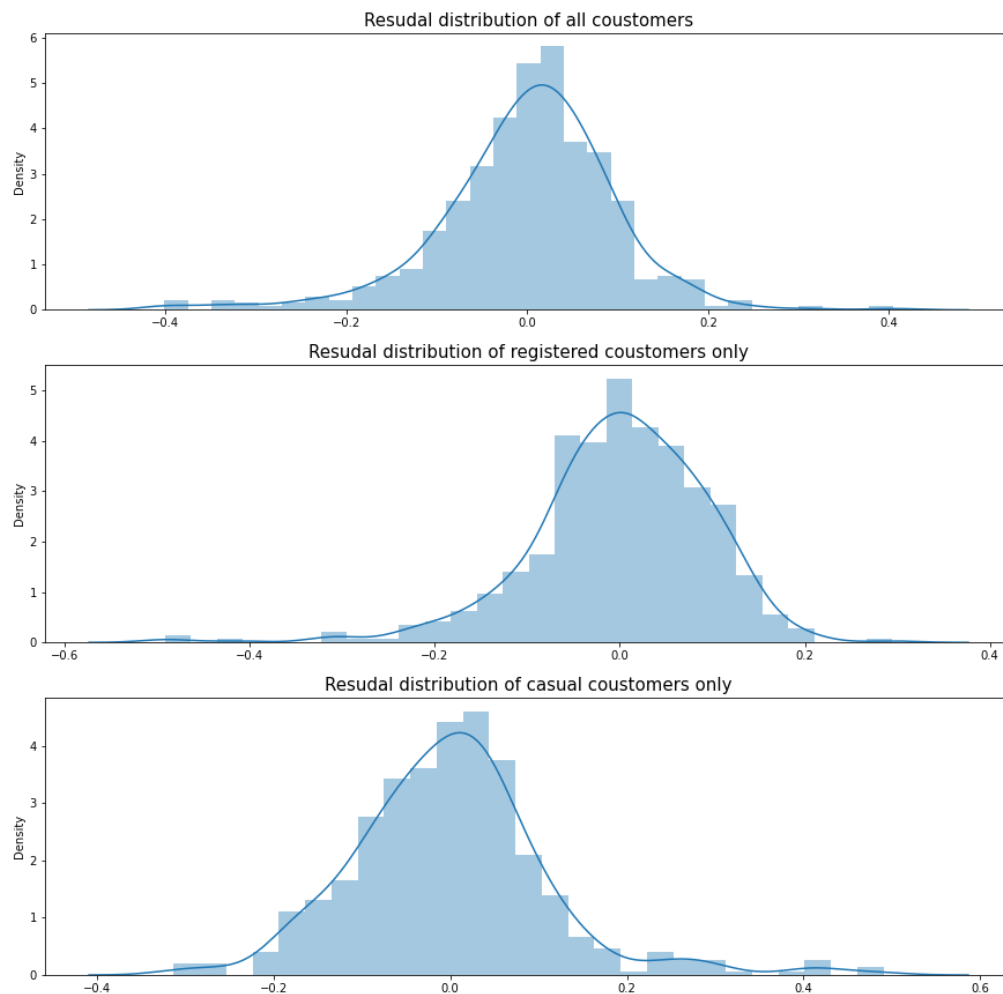 Resudal distribution of all coustomers
6
5
4
3
2
1
0
Density
−0.4 −0.2 0.0 0.2 0.4
Resudal distribution of registered coustomers only
5
4
3
2
1
0
Density
−0.6 −0.4 −0.2 0.0 0.2 0.4
Resudal distribution of casual coustomers only
4
3
2
1
0
Density
−0.4 −0.2 0.0 0.2 0.4 0.6